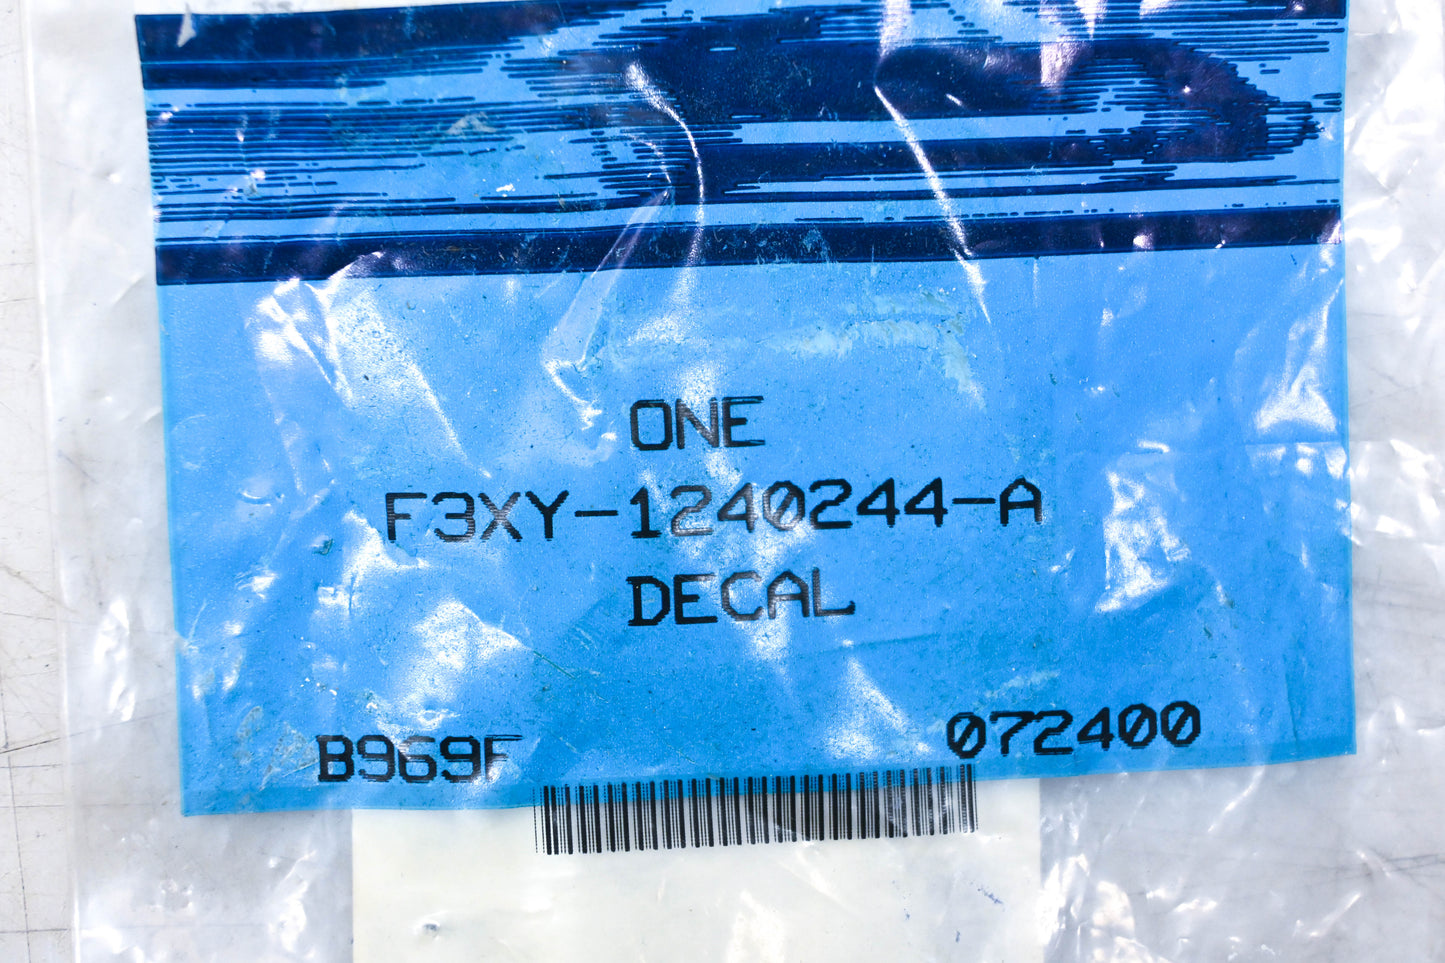 ONE
F3XY-1240244-A
DECAL
B969F 072400